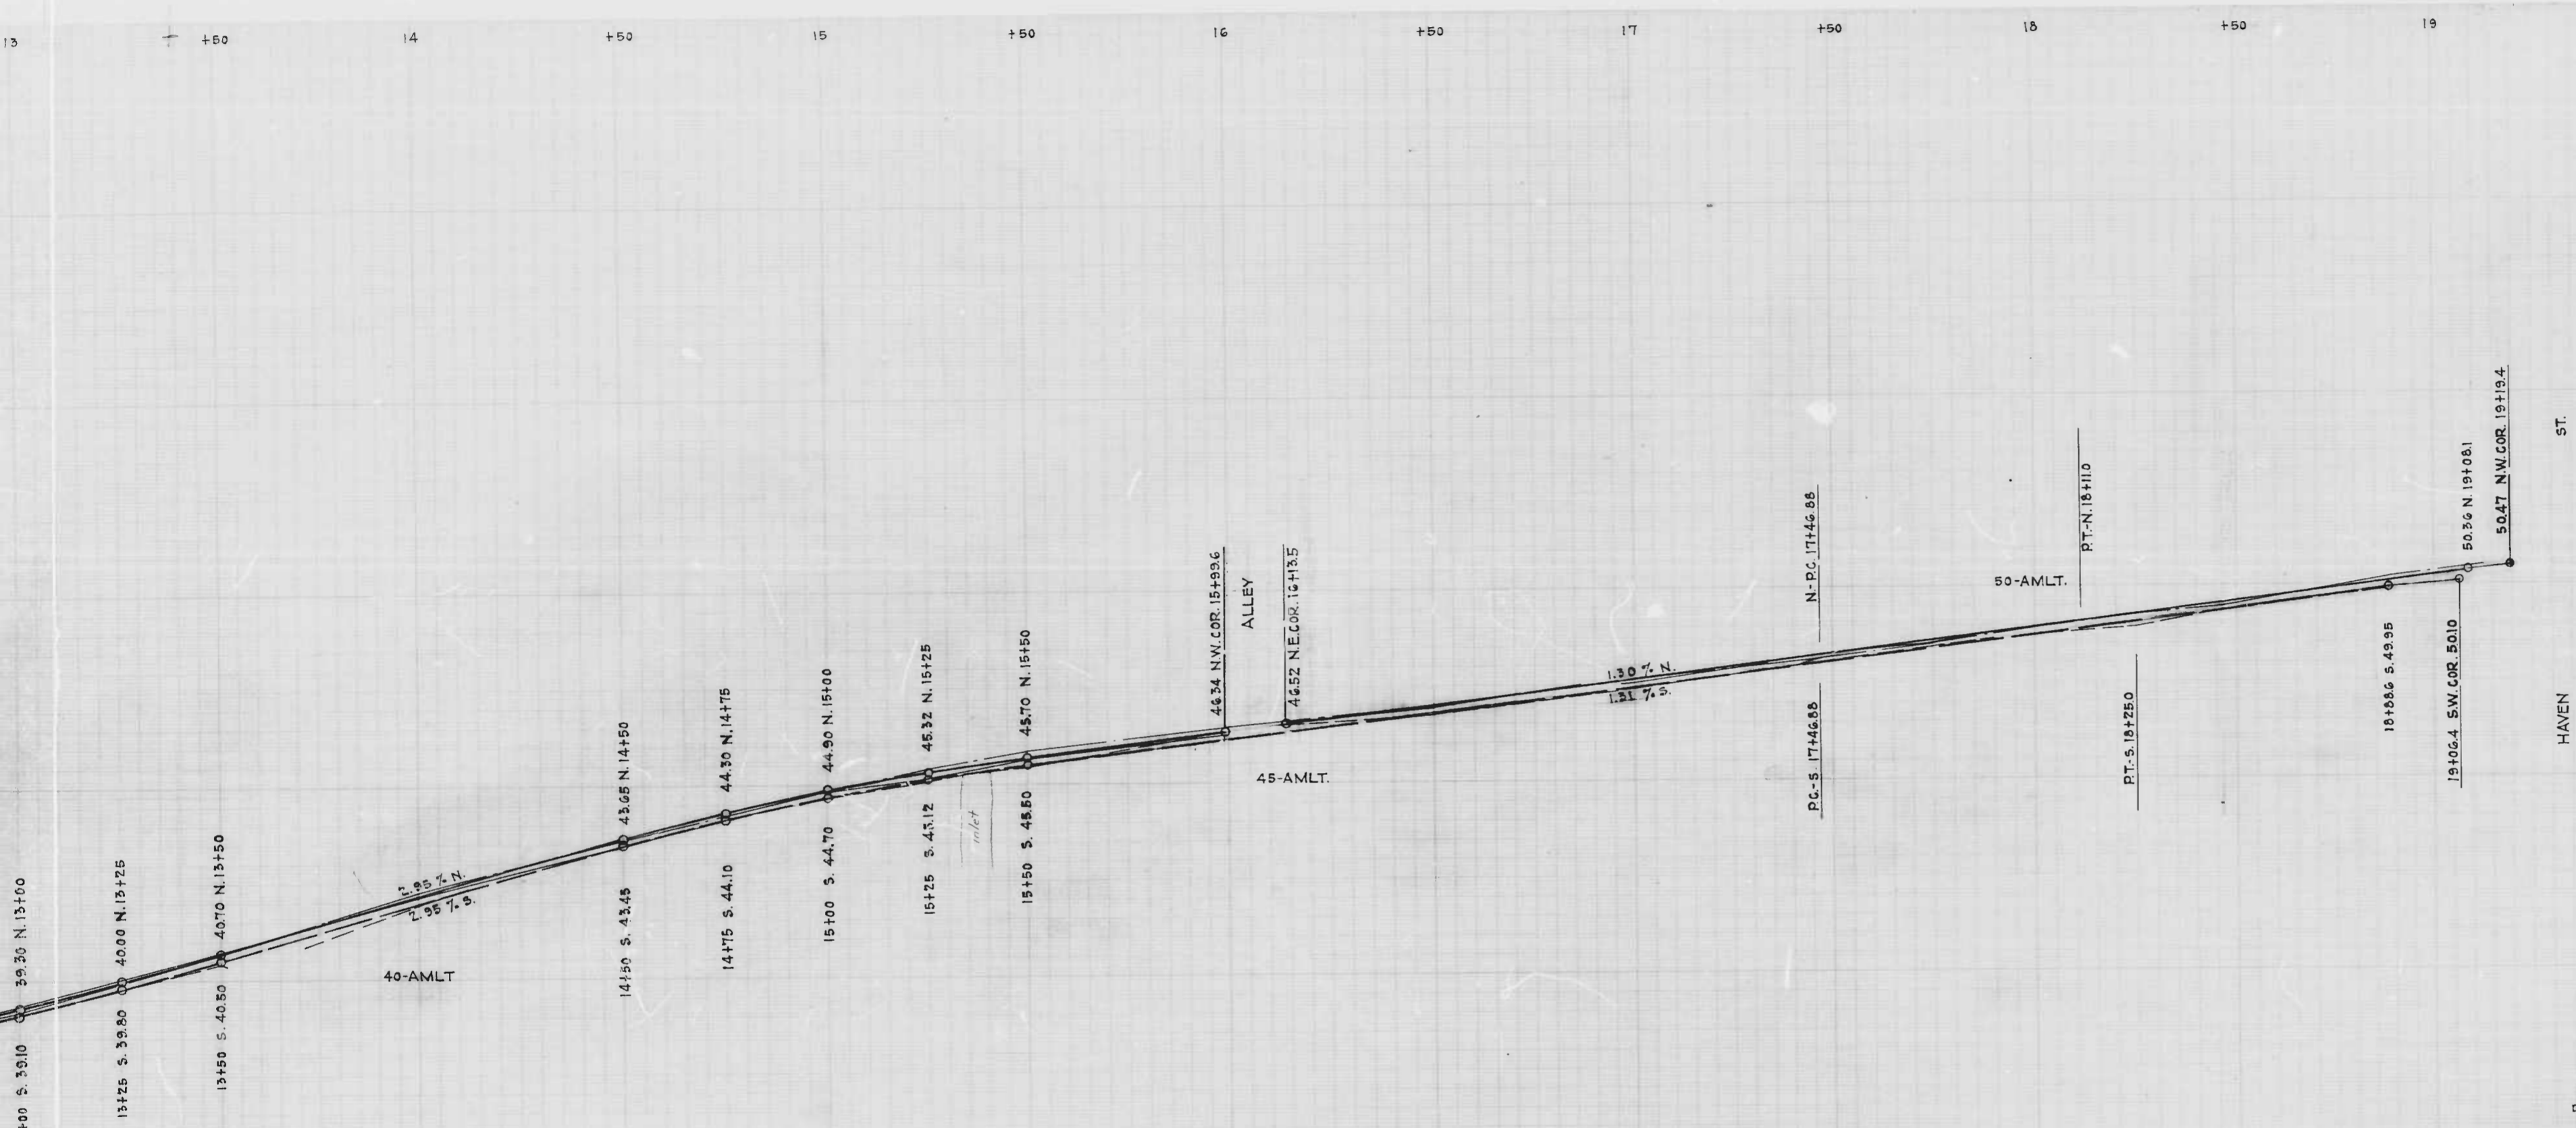 13 +50 14 +50 15 +50 16 +50 17 +50 18 +50 19
39.30 N. 13+00
+00 S. 39.10
40.00 N. 13+25
13+25 S. 39.80
40.70 N. 13+50
13+50 S. 40.50
2.95 % N.
2.95 % S.
40-AMLT
43.65 N. 14+50
14+50 S. 43.45
44.30 N. 14+75
14+75 S. 44.10
44.90 N. 15+00
15+00 S. 44.70
45.32 N. 15+25
15+25 S. 45.12
inlet
45.70 N. 15+50
15+50 S. 45.50
46.34 N.W. COR. 15+99.6
ALLEY
46.52 N.E. COR. 16+13.5
45-AMLT.
1.30 % N.
1.31 % S.
N.-P.C. 17+46.88
P.C.-S. 17+46.88
50-AMLT.
P.T.-N. 18+11.0
P.T.-S. 18+25.0
18+88.6 S. 49.95
19+06.4 S.W. COR. 50.10
50.36 N. 19+08.1
50.47 N.W. COR. 19+19.4
HAVEN ST.